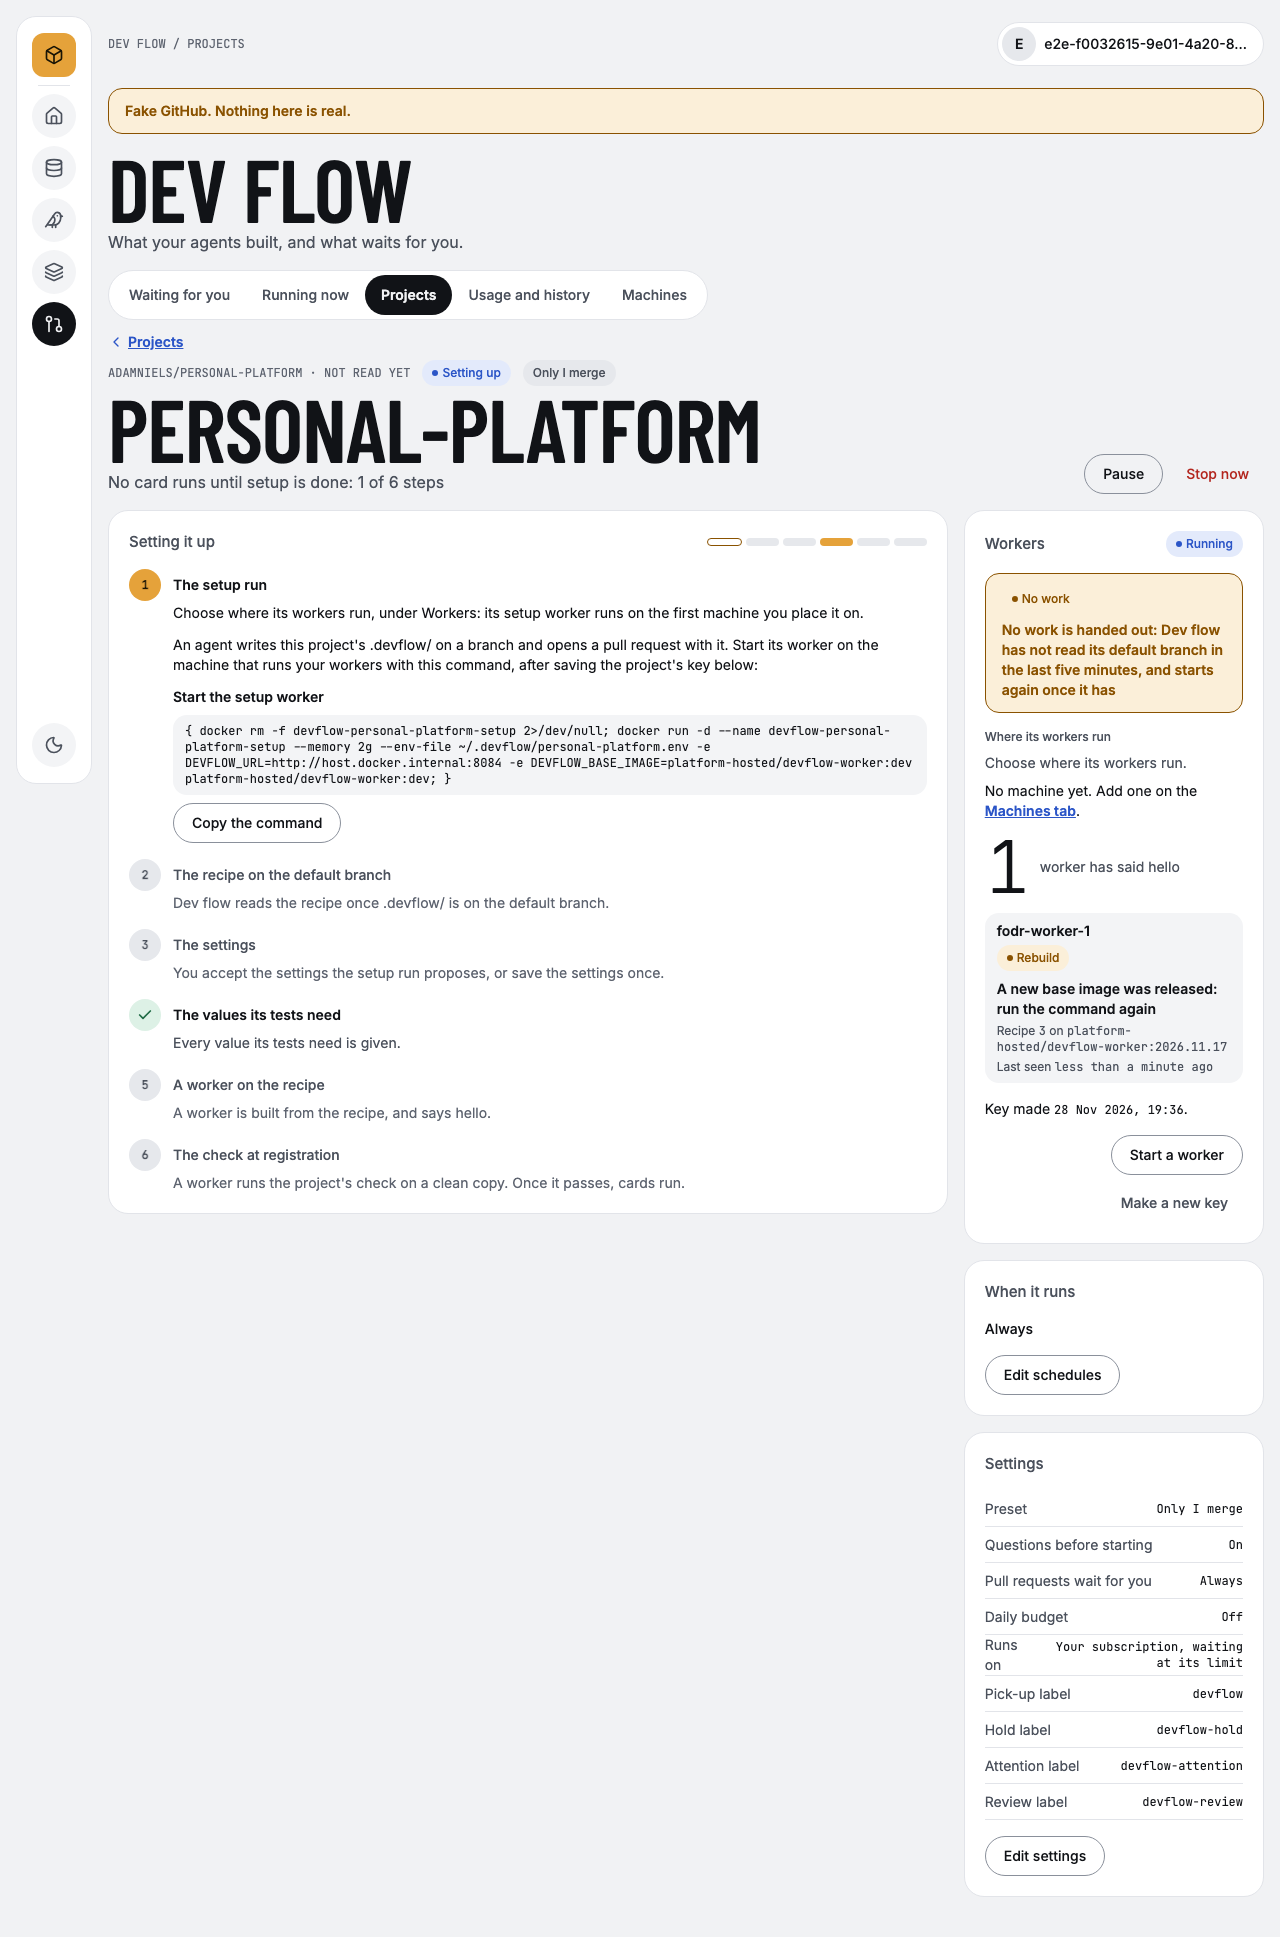 DEV FLOW / PROJECTS
E
e2e-f0032615-9e01-4a20-8...
Fake GitHub. Nothing here is real.
DEV FLOW
What your agents built, and what waits for you.
Waiting for you
Running now
Projects
Usage and history
Machines
Projects
ADAMNIELS/PERSONAL-PLATFORM · NOT READ YET
Setting up
Only I merge
PERSONAL-PLATFORM
No card runs until setup is done: 1 of 6 steps
Pause
Stop now
Setting it up
1
The setup run
Choose where its workers run, under Workers: its setup worker runs on the first machine you place it on.
An agent writes this project's .devflow/ on a branch and opens a pull request with it. Start its worker on the
machine that runs your workers with this command, after saving the project's key below:
Start the setup worker
{ docker rm -f devflow-personal-platform-setup 2>/dev/null; docker run -d --name devflow-personal-
platform-setup --memory 2g --env-file ~/.devflow/personal-platform.env -e
DEVFLOW_URL=http://host.docker.internal:8084 -e DEVFLOW_BASE_IMAGE=platform-hosted/devflow-worker:dev
platform-hosted/devflow-worker:dev; }
Copy the command
2
The recipe on the default branch
Dev flow reads the recipe once .devflow/ is on the default branch.
3
The settings
You accept the settings the setup run proposes, or save the settings once.
The values its tests need
Every value its tests need is given.
5
A worker on the recipe
A worker is built from the recipe, and says hello.
6
The check at registration
A worker runs the project's check on a clean copy. Once it passes, cards run.
Workers
Running
No work
No work is handed out: Dev flow
has not read its default branch in
the last five minutes, and starts
again once it has
Where its workers run
Choose where its workers run.
No machine yet. Add one on the
Machines tab.
1
worker has said hello
fodr-worker-1
Rebuild
A new base image was released:
run the command again
Recipe 3 on platform-
hosted/devflow-worker:2026.11.17
Last seen less than a minute ago
Key made 28 Nov 2026, 19:36.
Start a worker
Make a new key
When it runs
Always
Edit schedules
Settings
Preset
Only I merge
Questions before starting
On
Pull requests wait for you
Always
Daily budget
Off
Runs
on
Your subscription, waiting
at its limit
Pick-up label
devflow
Hold label
devflow-hold
Attention label
devflow-attention
Review label
devflow-review
Edit settings